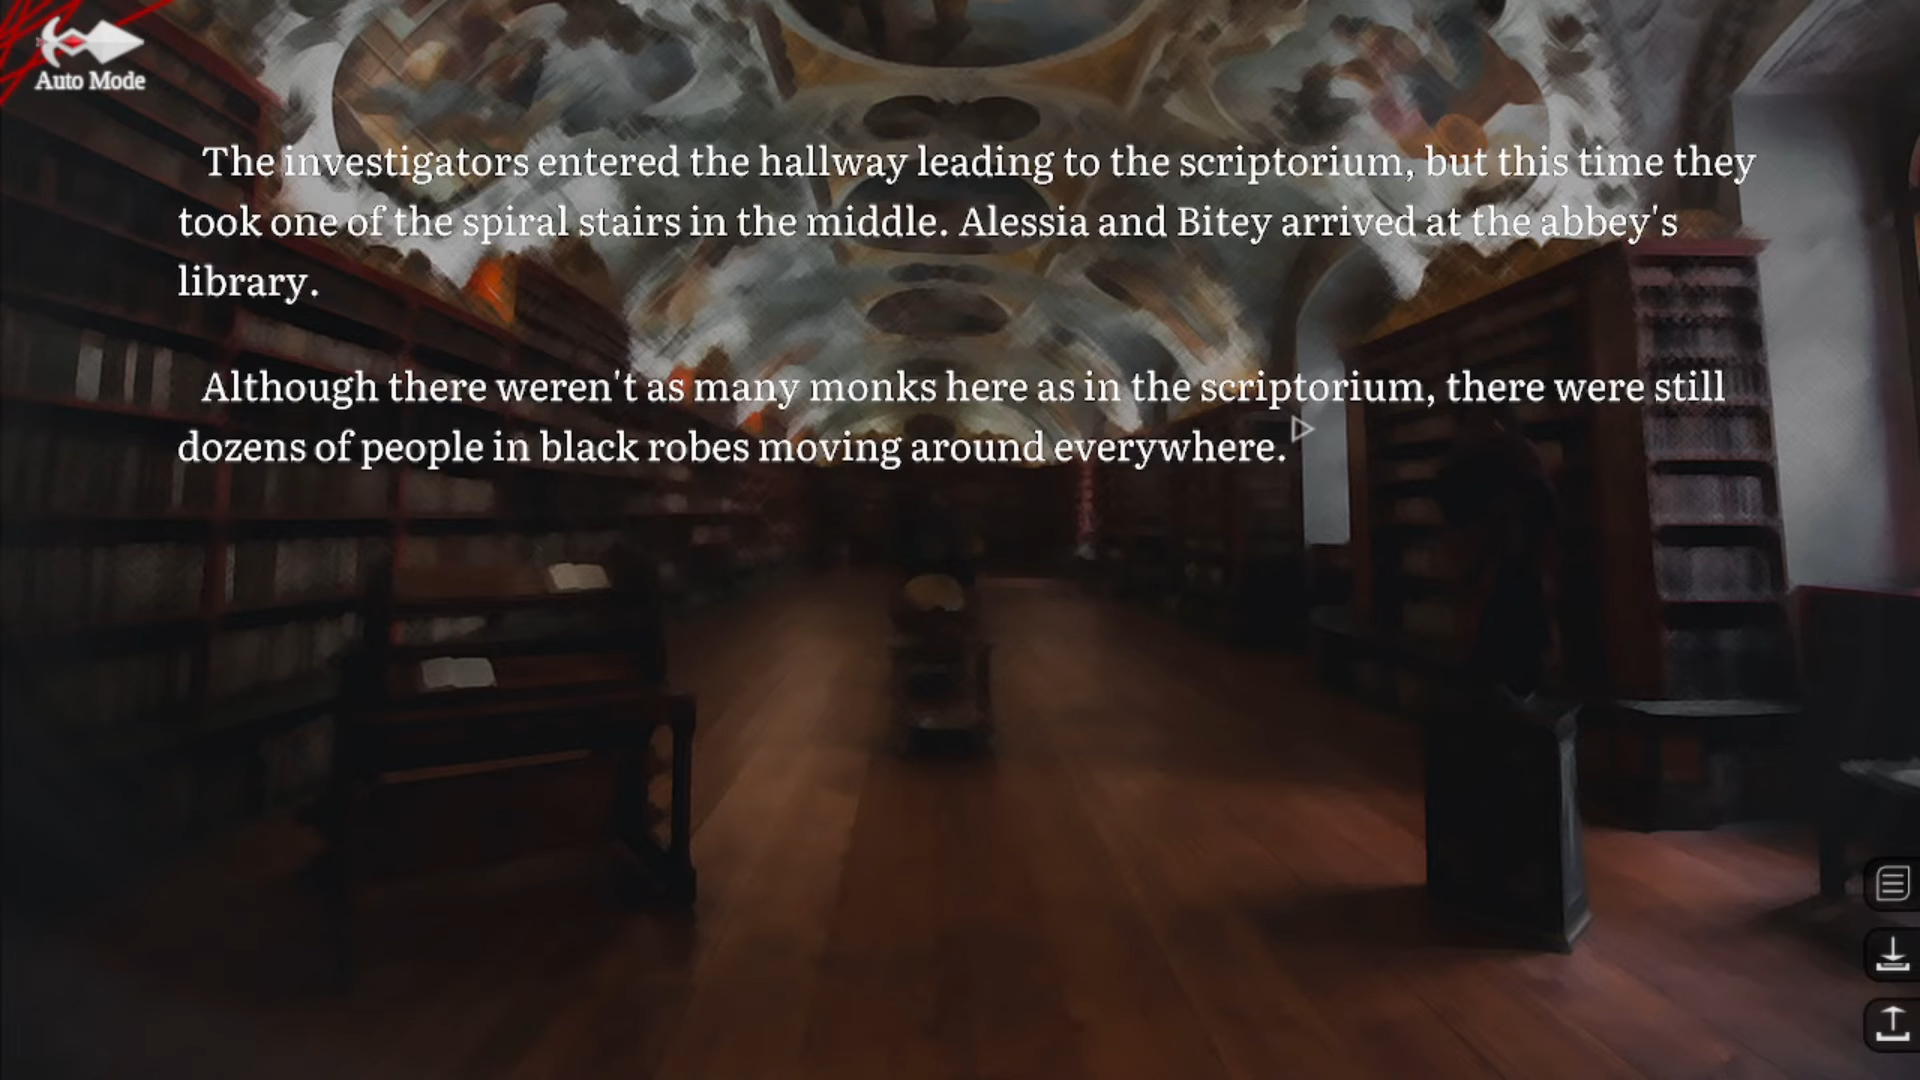 Auto Mode
The investigators entered the hallway leading to the scriptorium, but this time they
took one of the spiral stairs in the middle. Alessia and Bitey arrived at the abbey's
library.
Although there weren't as many monks here as in the scriptorium, there were still
dozens of people in black robes moving around everywhere.